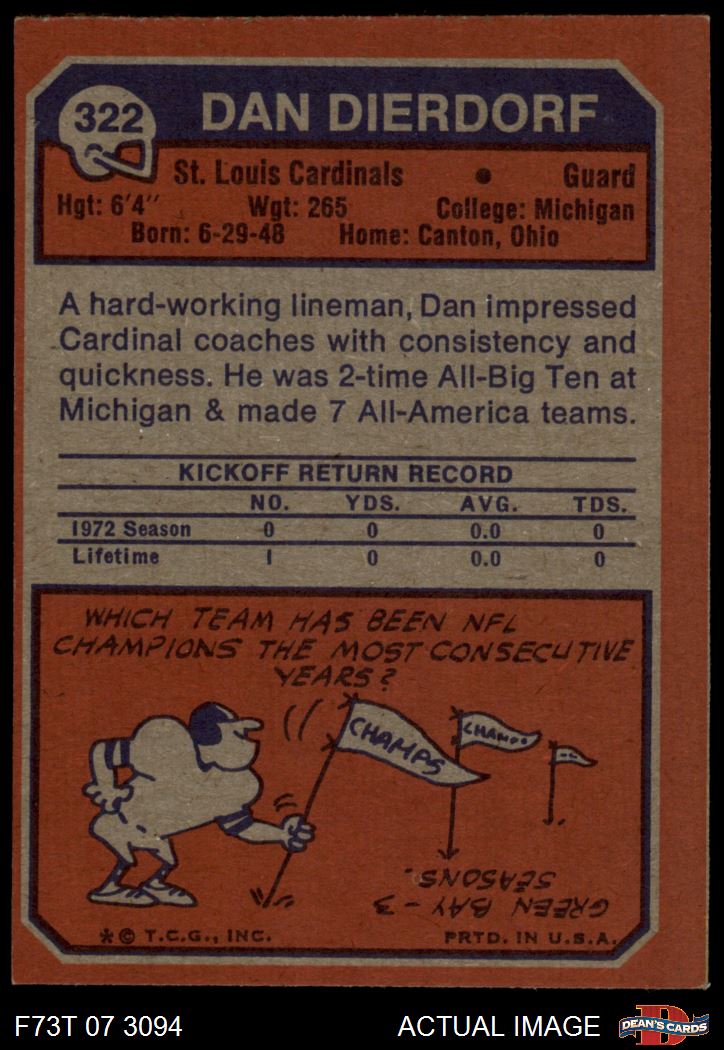 322 DAN DIERDORF
St. Louis Cardinals • Guard
Hgt: 6'4" Wgt: 265 College: Michigan
Born: 6-29-48 Home: Canton, Ohio
A hard-working lineman, Dan impressed
Cardinal coaches with consistency and
quickness. He was 2-time All-Big Ten at
Michigan & made 7 All-America teams.
KICKOFF RETURN RECORD
NO. YDS. AVG. TDS.
1972 Season 0 0 0.0 0
Lifetime 1 0 0.0 0
WHICH TEAM HAS BEEN NFL
CHAMPIONS THE MOST CONSECUTIVE
YEARS?
CHAMPS
CHAMPS
GREEN BAY - 3
SEASONS.
* © T.C.G., INC. PRTD. IN U.S.A.
F73T 07 3094 ACTUAL IMAGE
D
DEAN'S CARDS